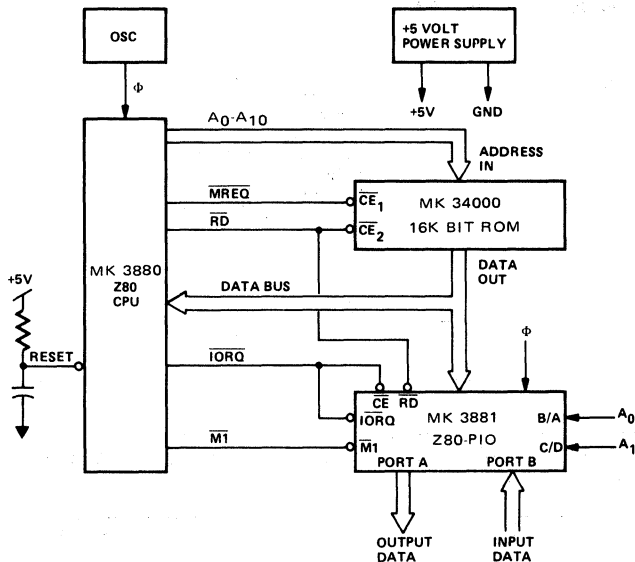 OSC
+5 VOLT
POWER SUPPLY
Φ
+5V
GND
A0-A10
ADDRESS
IN
MREQ
CE1
MK 34000
RD
CE2
16K BIT ROM
MK 3880
Z80
CPU
DATA BUS
DATA
OUT
+5V
RESET
IORQ
Φ
CE
RD
MK 3881
B/A
A0
IORQ
Z80-PIO
M1
M1
C/D
A1
PORT A
PORT B
OUTPUT
DATA
INPUT
DATA